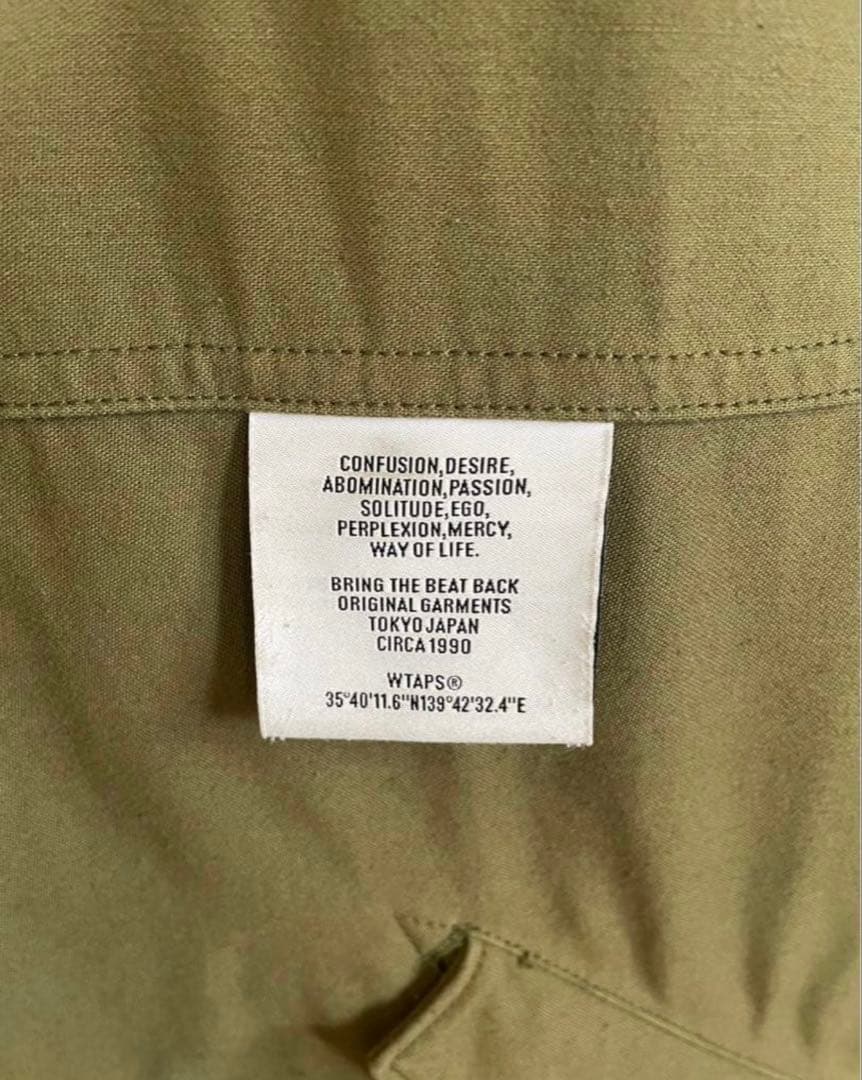 CONFUSION,DESIRE,
ABOMINATION,PASSION,
SOLITUDE,EGO,
PERPLEXION,MERCY,
WAY OF LIFE.
BRING THE BEAT BACK
ORIGINAL GARMENTS
TOKYO JAPAN
CIRCA 1990
WTAPS®
35°40'11.6"N139°42'32.4"E